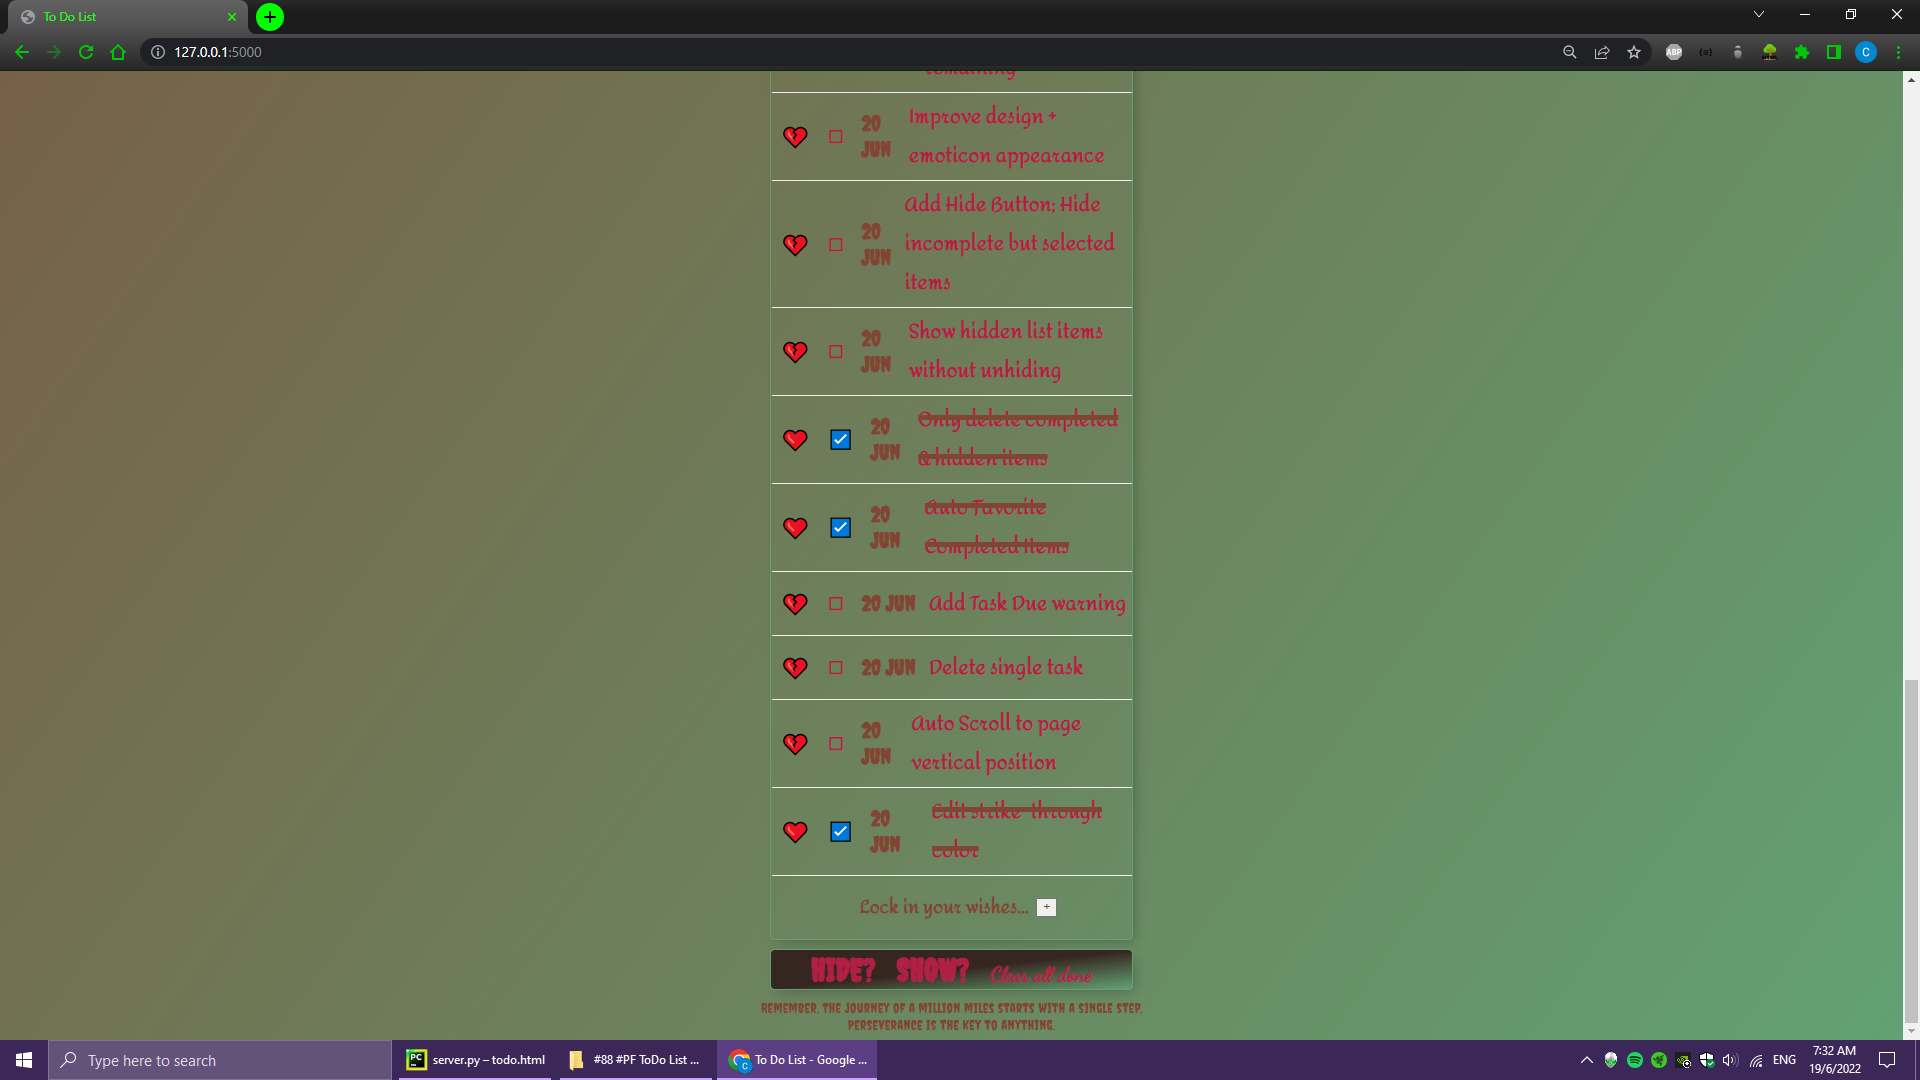 To Do List
127.0.0.1:5000
ABP
C
remaining
20 JUN
Improve design +
emoticon appearance
20 JUN
Add Hide Button; Hide
incomplete but selected
items
20 JUN
Show hidden list items
without unhiding
20 JUN
Only delete completed
& hidden items
20 JUN
Auto Favorite
Completed Items
20 JUN Add Task Due warning
20 JUN Delete single task
20 JUN
Auto Scroll to page
vertical position
20 JUN
Edit strike-through
color
Lock in your wishes... +
HIDE? SHOW? Clear all done
REMEMBER. THE JOURNEY OF A MILLION MILES STARTS WITH A SINGLE STEP.
PERSEVERANCE IS THE KEY TO ANYTHING.
Type here to search
PC
server.py – todo.html
#88 #PF ToDo List ...
To Do List - Google ...
ENG
7:32 AM
19/6/2022